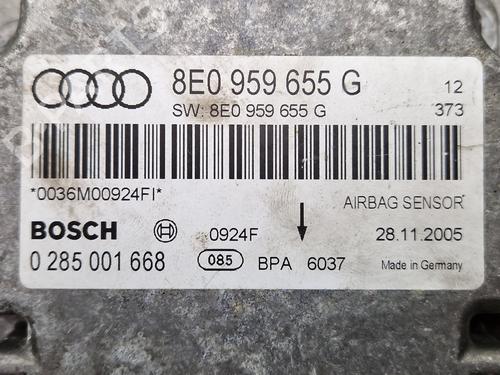 8E0 959 655 G 12
SW: 8E0 959 655 G 373
*0036M00924FI* AIRBAG SENSOR
BOSCH 0924F 28.11.2005
0 285 001 668 085 BPA 6037 Made in Germany